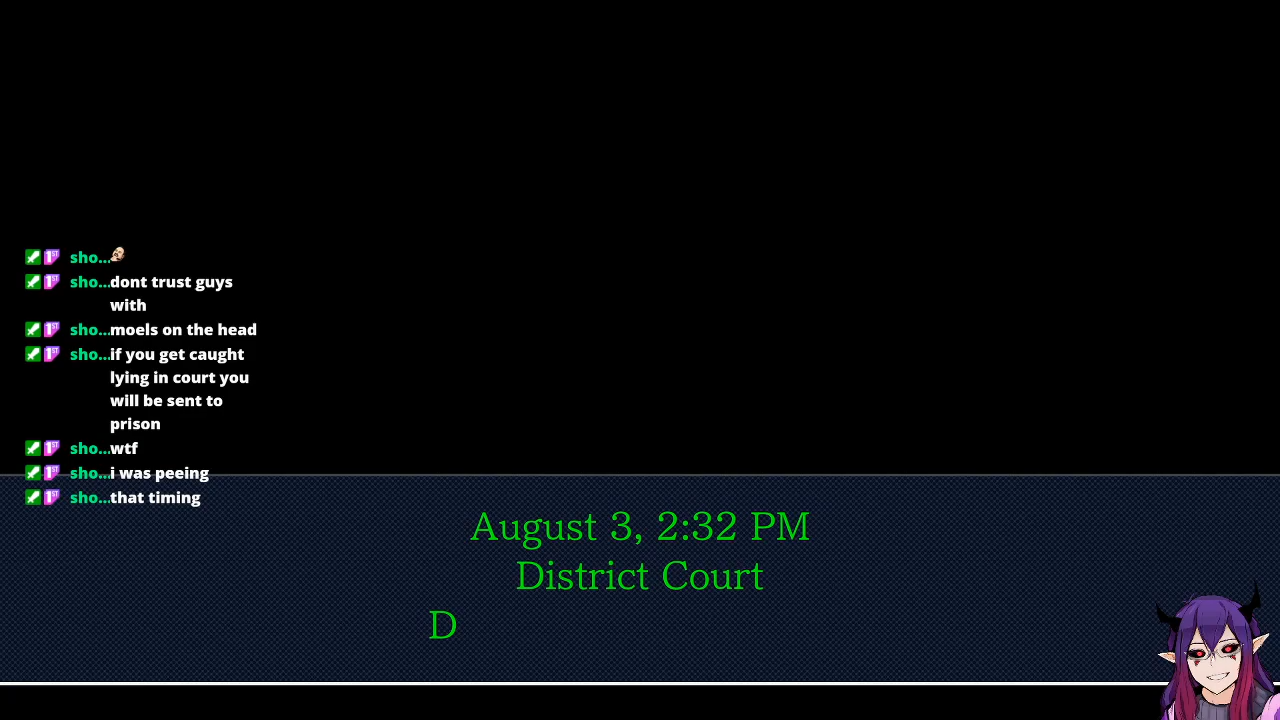 sho...
sho...dont trust guys
with
sho...moels on the head
sho...if you get caught
lying in court you
will be sent to
prison
sho...wtf
sho...i was peeing
sho...that timing
August 3, 2:32 PM
District Court
D